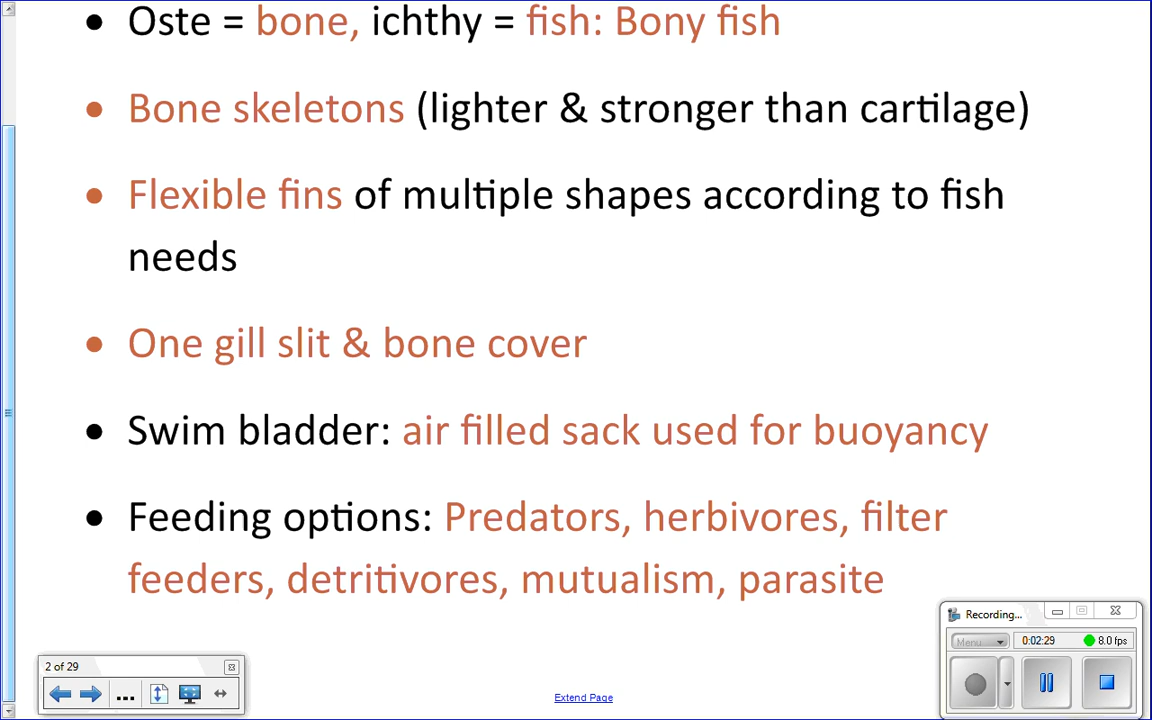 • Oste = bone, ichthy = fish: Bony fish
• Bone skeletons (lighter & stronger than cartilage)
• Flexible fins of multiple shapes according to fish
needs
• One gill slit & bone cover
• Swim bladder: air filled sack used for buoyancy
• Feeding options: Predators, herbivores, filter
feeders, detritivores, mutualism, parasite
Recording...
Menu 0:02:29 8.0 fps
2 of 29
...
Extend Page